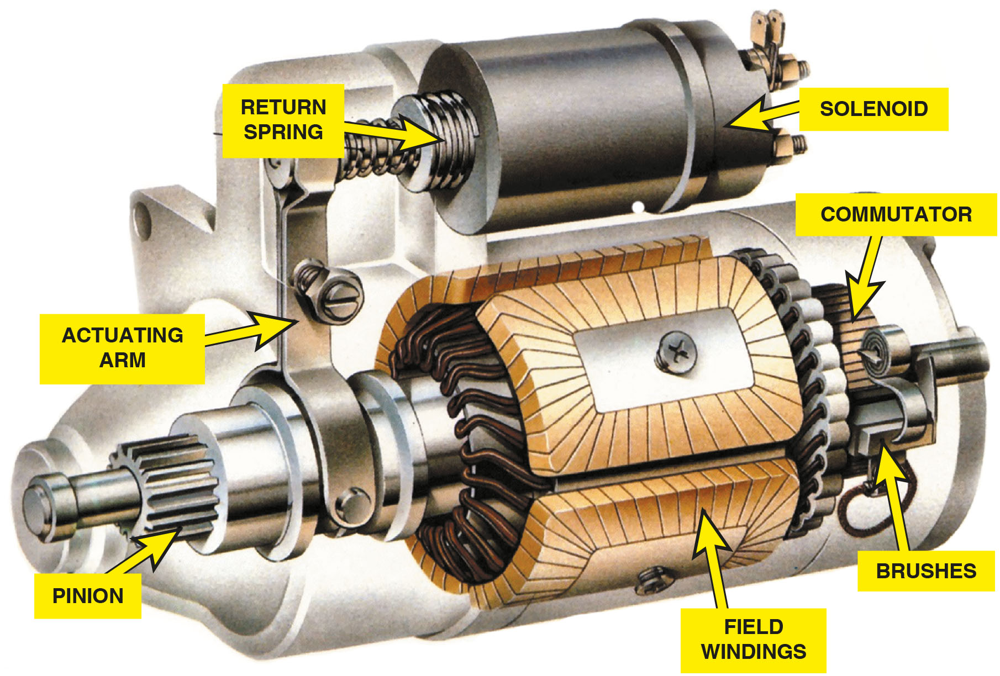 RETURN
SPRING
SOLENOID
COMMUTATOR
ACTUATING
ARM
PINION
BRUSHES
FIELD
WINDINGS